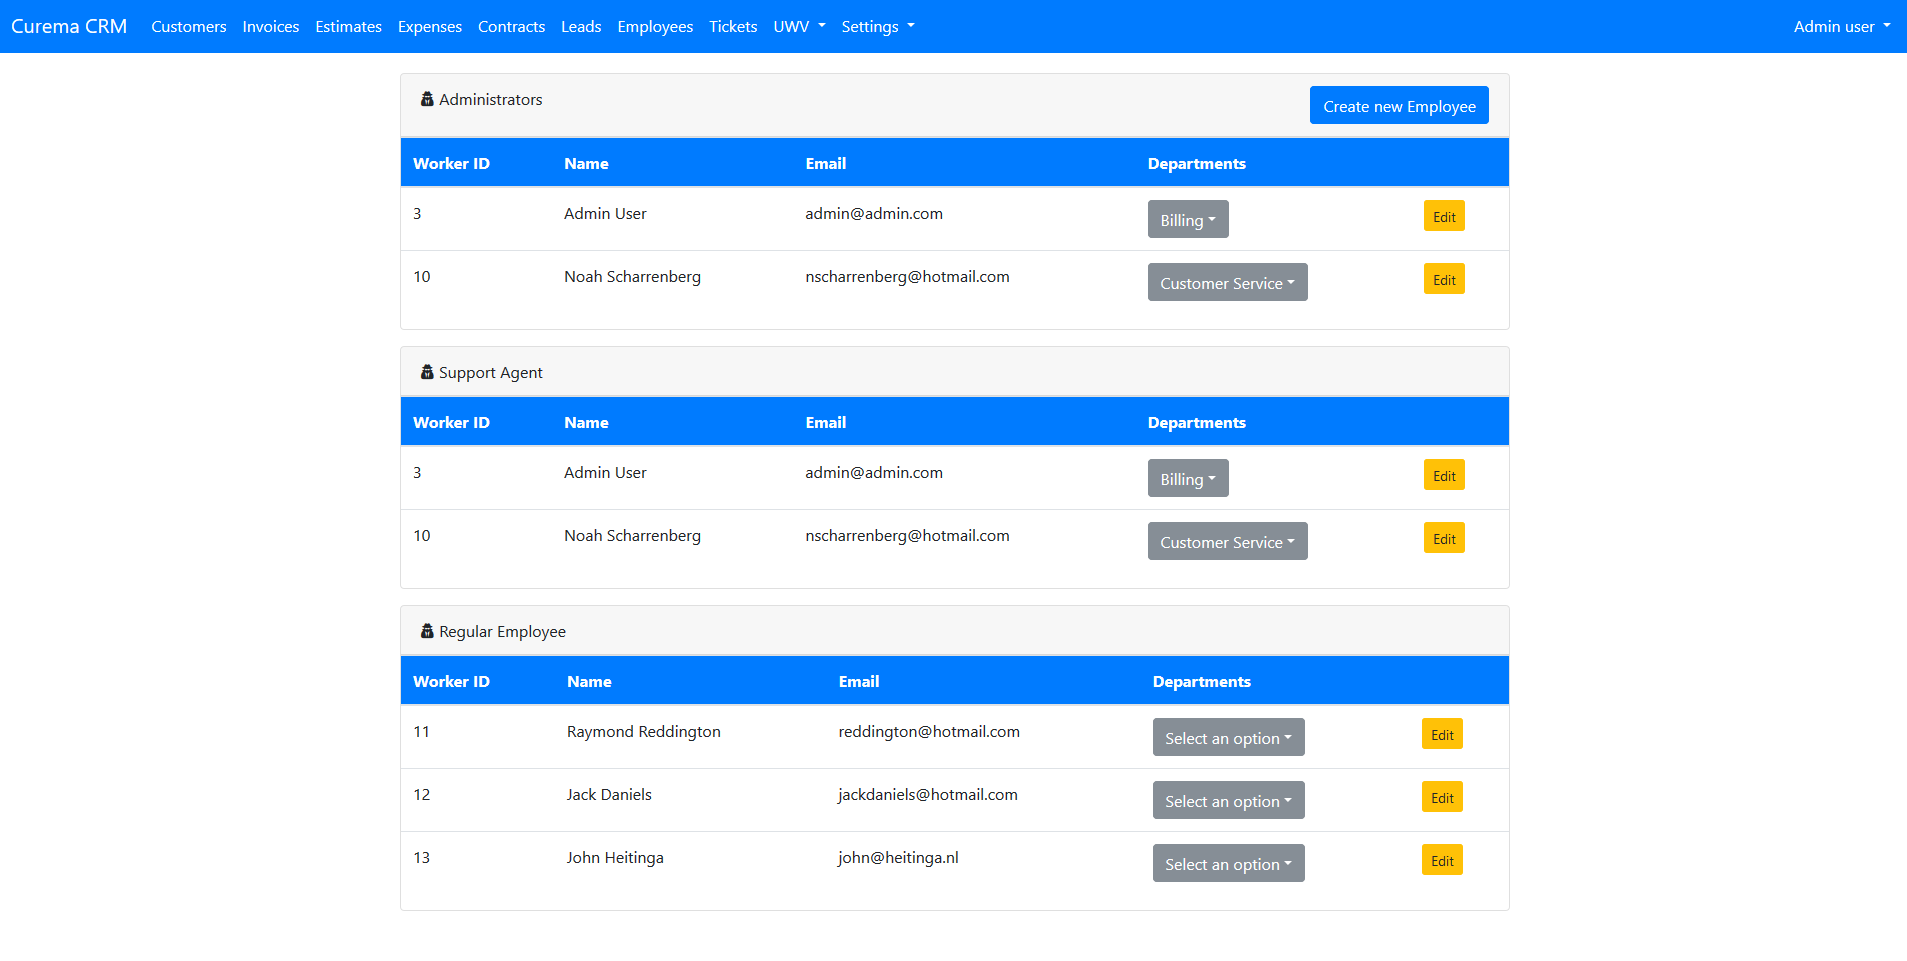 Curema CRM Customers Invoices Estimates Expenses Contracts Leads Employees Tickets UWV Settings Admin user
Administrators Create new Employee
Worker ID Name Email Departments
3 Admin User admin@admin.com Billing Edit
10 Noah Scharrenberg nscharrenberg@hotmail.com Customer Service Edit
Support Agent
Worker ID Name Email Departments
3 Admin User admin@admin.com Billing Edit
10 Noah Scharrenberg nscharrenberg@hotmail.com Customer Service Edit
Regular Employee
Worker ID Name Email Departments
11 Raymond Reddington reddington@hotmail.com Select an option Edit
12 Jack Daniels jackdaniels@hotmail.com Select an option Edit
13 John Heitinga john@heitinga.nl Select an option Edit